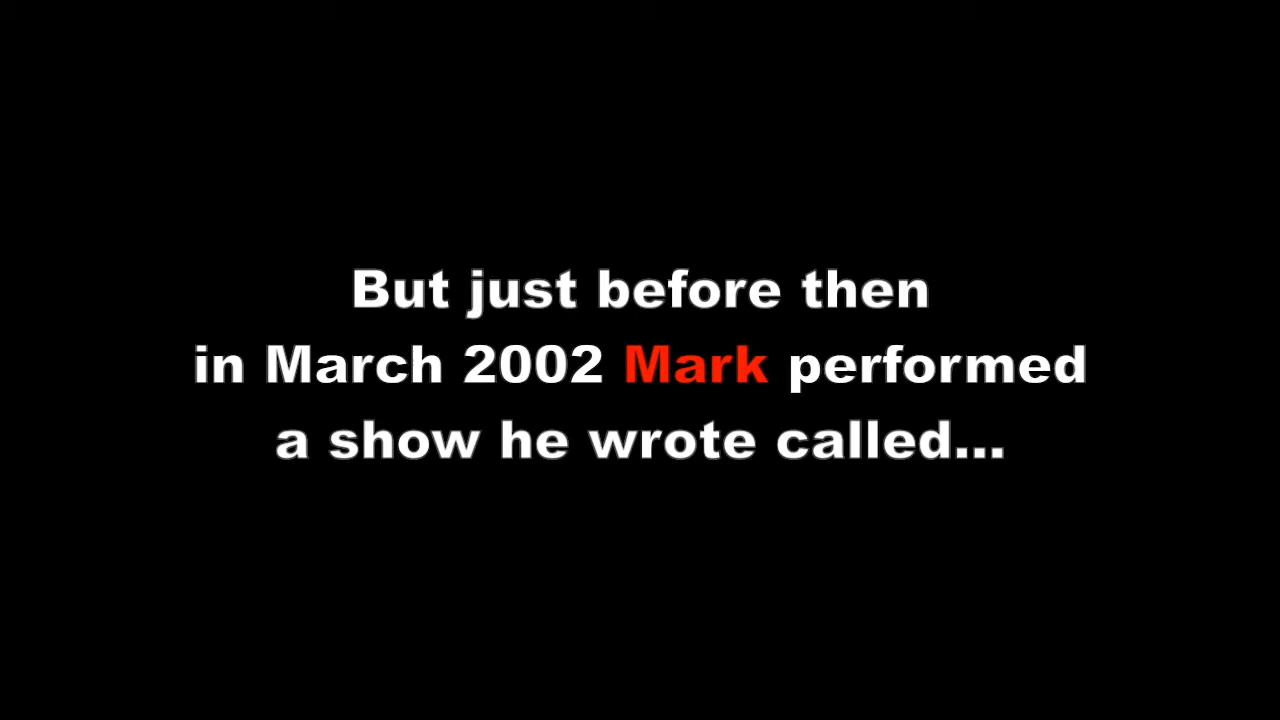 But just before then
in March 2002 Mark performed
a show he wrote called...